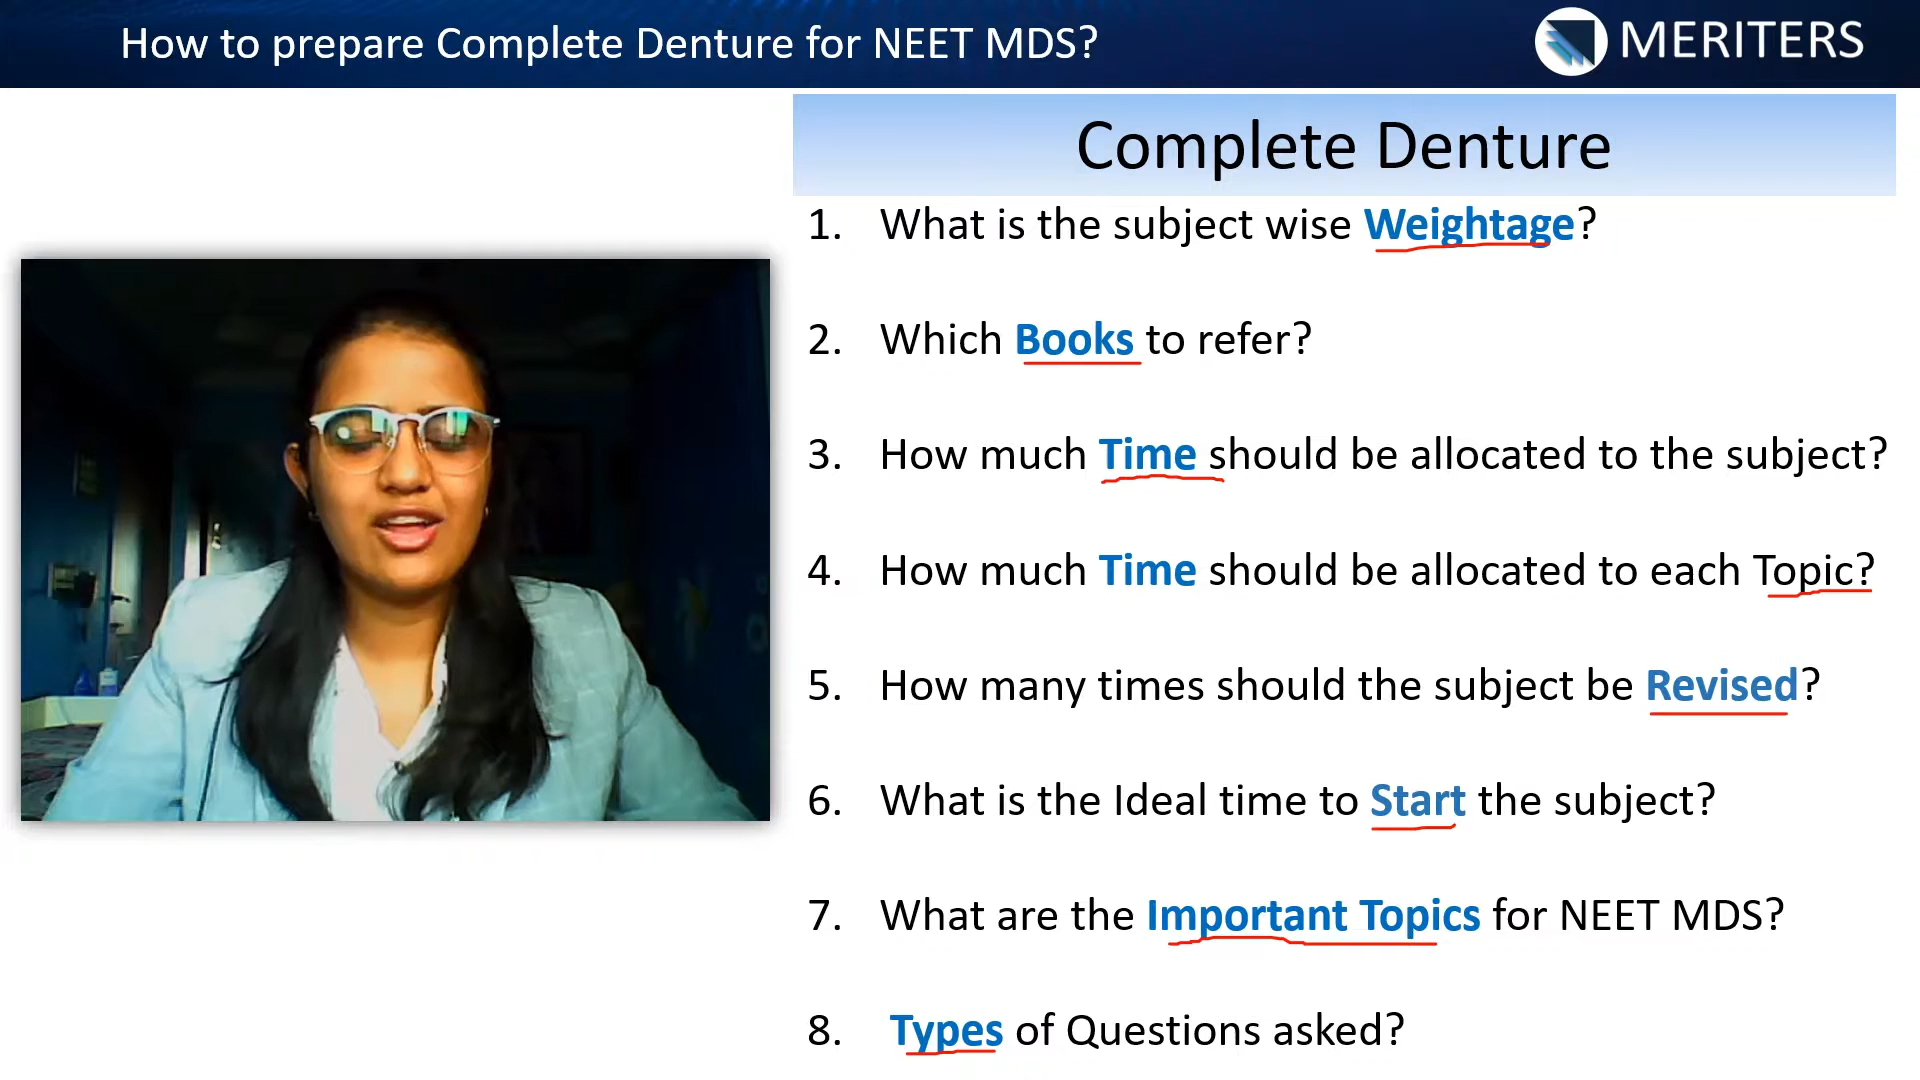 How to prepare Complete Denture for NEET MDS?
MERITERS
Complete Denture
1. What is the subject wise Weightage?
2. Which Books to refer?
3. How much Time should be allocated to the subject?
4. How much Time should be allocated to each Topic?
5. How many times should the subject be Revised?
6. What is the Ideal time to Start the subject?
7. What are the Important Topics for NEET MDS?
8. Types of Questions asked?